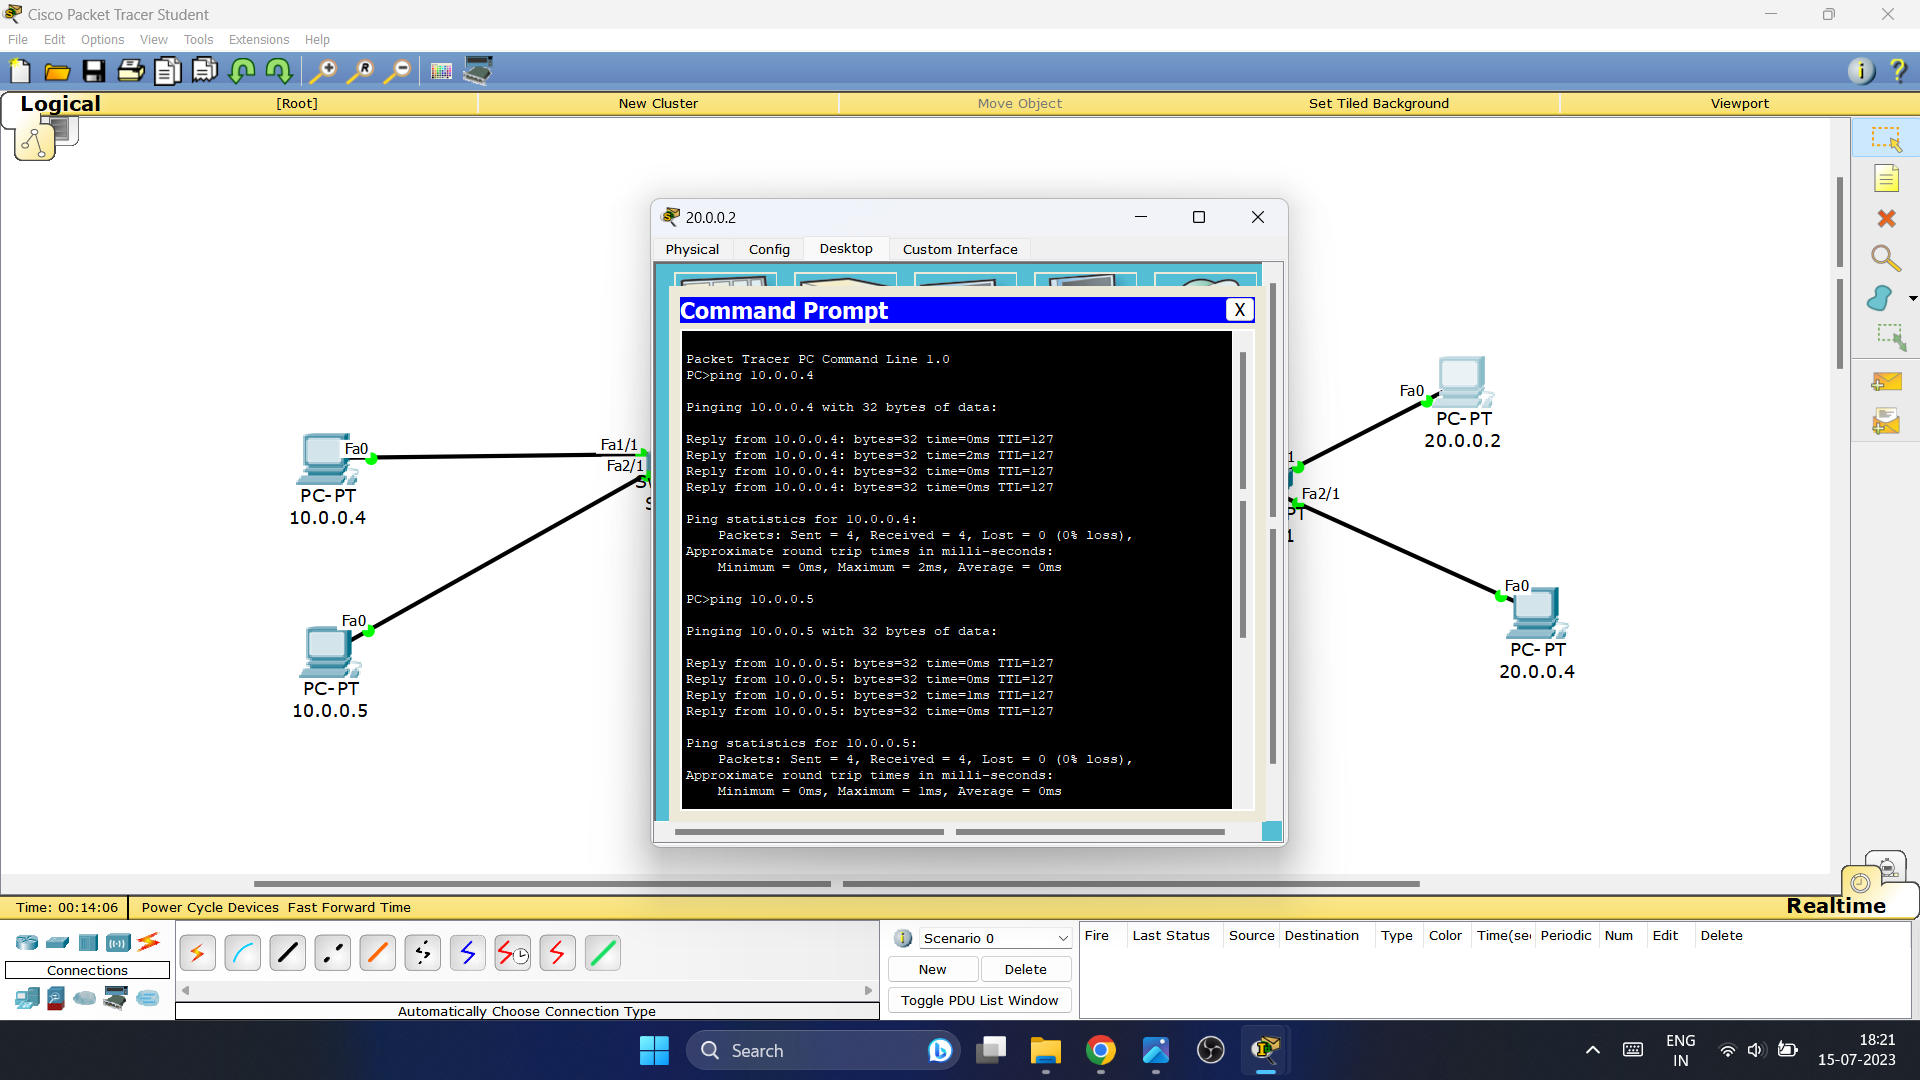 Cisco Packet Tracer Student
File Edit Options View Tools Extensions Help
Logical [Root] New Cluster Move Object Set Tiled Background Viewport
20.0.0.2
Physical Config Desktop Custom Interface
Command Prompt X
Packet Tracer PC Command Line 1.0
PC>ping 10.0.0.4
Pinging 10.0.0.4 with 32 bytes of data:
Reply from 10.0.0.4: bytes=32 time=0ms TTL=127
Reply from 10.0.0.4: bytes=32 time=2ms TTL=127
Reply from 10.0.0.4: bytes=32 time=0ms TTL=127
Reply from 10.0.0.4: bytes=32 time=0ms TTL=127
Ping statistics for 10.0.0.4:
Packets: Sent = 4, Received = 4, Lost = 0 (0% loss),
Approximate round trip times in milli-seconds:
Minimum = 0ms, Maximum = 2ms, Average = 0ms
PC>ping 10.0.0.5
Pinging 10.0.0.5 with 32 bytes of data:
Reply from 10.0.0.5: bytes=32 time=0ms TTL=127
Reply from 10.0.0.5: bytes=32 time=0ms TTL=127
Reply from 10.0.0.5: bytes=32 time=1ms TTL=127
Reply from 10.0.0.5: bytes=32 time=0ms TTL=127
Ping statistics for 10.0.0.5:
Packets: Sent = 4, Received = 4, Lost = 0 (0% loss),
Approximate round trip times in milli-seconds:
Minimum = 0ms, Maximum = 1ms, Average = 0ms
Fa0
PC-PT
10.0.0.4
Fa1/1
Fa2/1
Fa0
PC-PT
10.0.0.5
Fa0
PC-PT
20.0.0.2
1
Fa2/1
PT
1
Fa0
PC-PT
20.0.0.4
Time: 00:14:06 Power Cycle Devices Fast Forward Time Realtime
Connections
Automatically Choose Connection Type
Scenario 0
New Delete
Toggle PDU List Window
Fire Last Status Source Destination Type Color Time(sec Periodic Num Edit Delete
Search
ENG
IN
18:21
15-07-2023